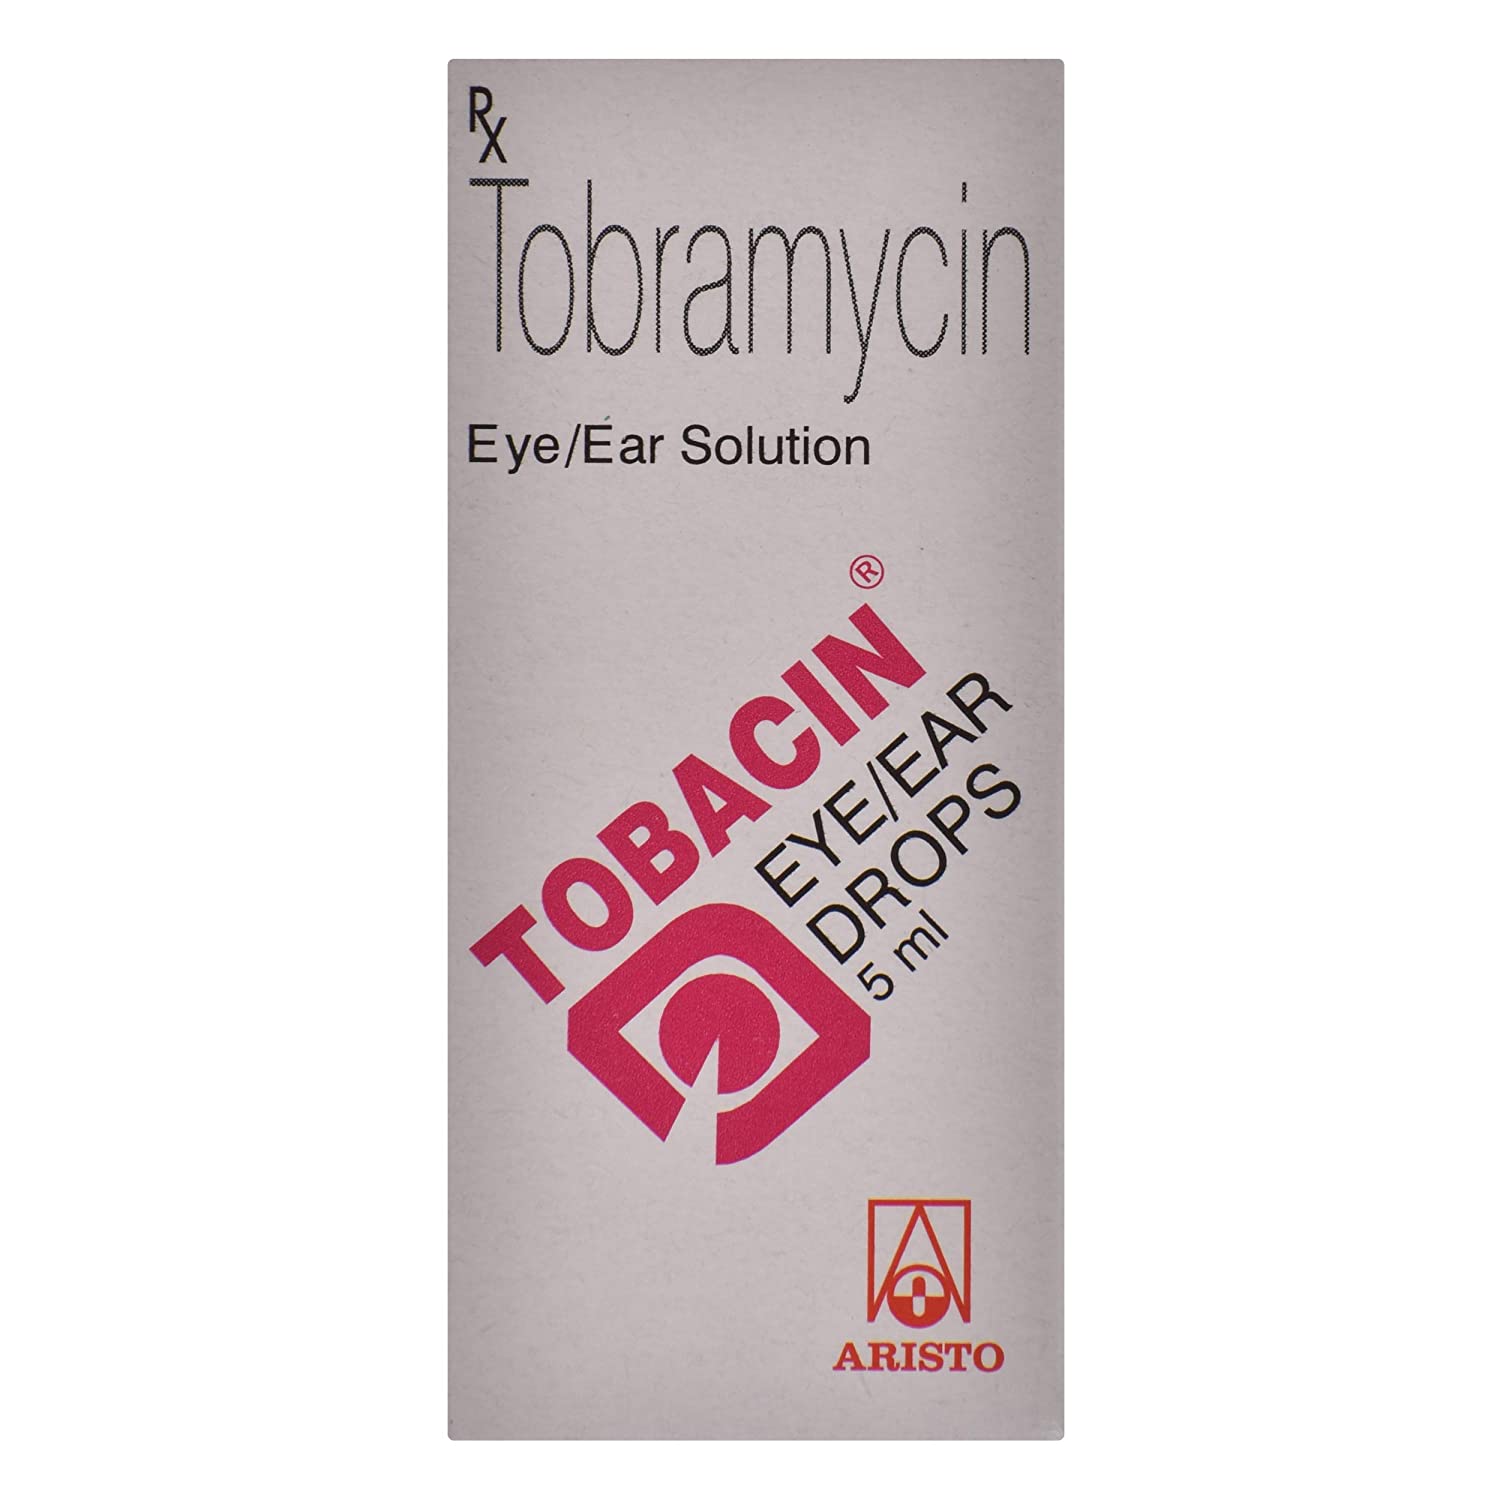 Rx
Tobramycin
Eye/Ear Solution
TOBACIN®
EYE/EAR
DROPS
5 ml
ARISTO